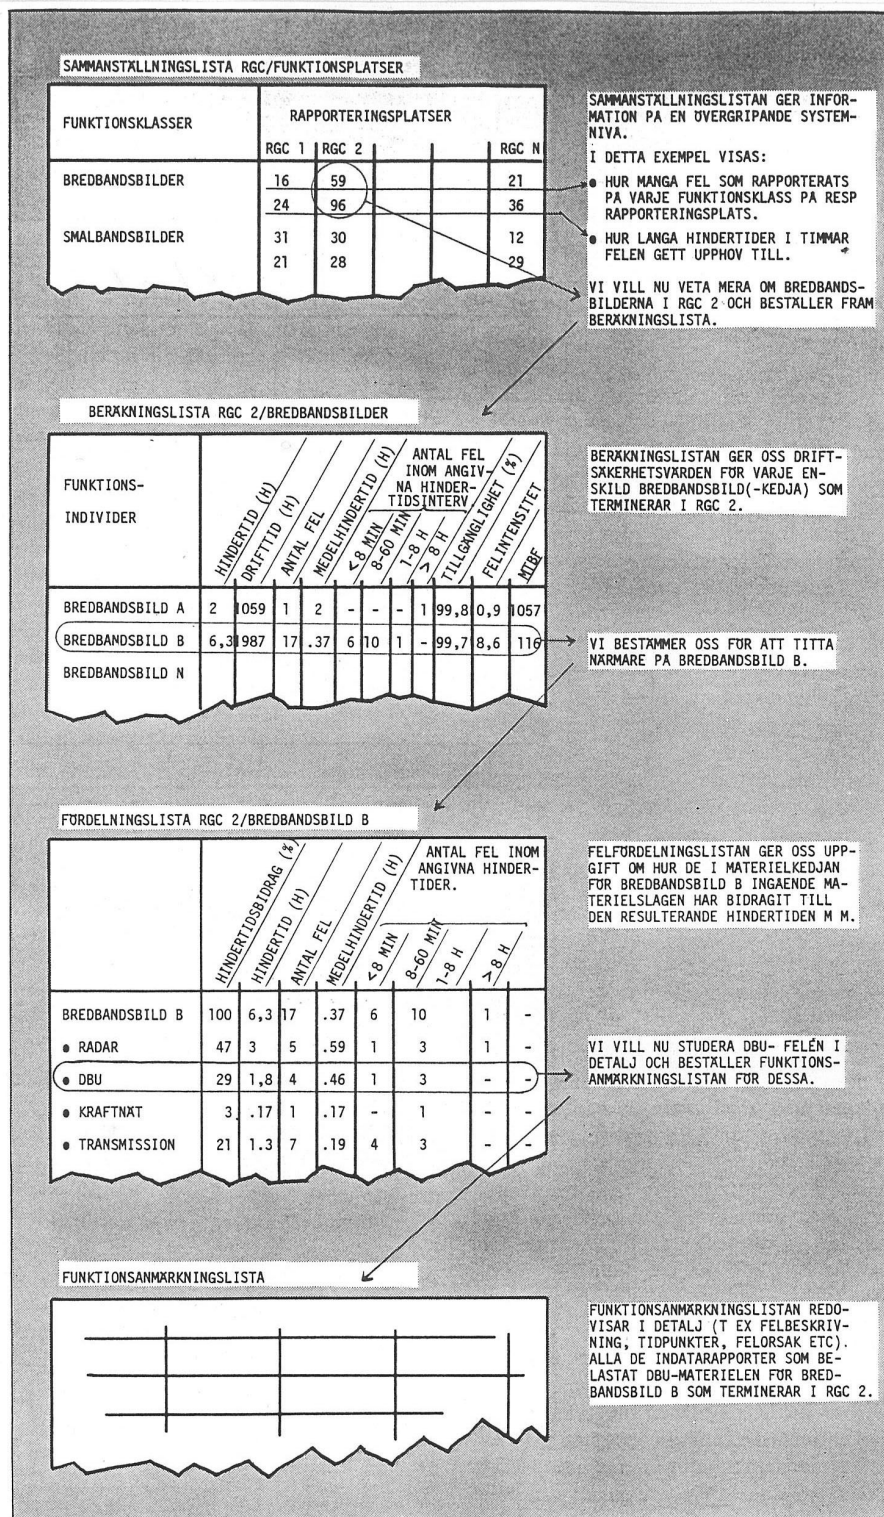 SAMMANSTÄLLNINGSLISTA RGC/FUNKTIONSPLATSER
FUNKTIONSKLASSER
RAPPORTERINGSPLATSER
RGC 1 RGC 2 RGC N
BREDBANDSBILDER 16 59 21
24 96 36
SMALBANDSBILDER 31 30 12
21 28 29
SAMMANSTÄLLNINGSLISTAN GER INFOR-
MATION PA EN ÖVERGRIPANDE SYSTEM-
NIVA.
I DETTA EXEMPEL VISAS:
● HUR MANGA FEL SOM RAPPORTERATS
PA VARJE FUNKTIONSKLASS PA RESP
RAPPORTERINGSPLATS.
● HUR LANGA HINDERTIDER I TIMMAR
FELEN GETT UPPHOV TILL.
VI VILL NU VETA MERA OM BREDBANDS-
BILDERNA I RGC 2 OCH BESTÄLLER FRAM
BERÄKNINGSLISTA.
BERÄKNINGSLISTA RGC 2/BREDBANDSBILDER
FUNKTIONS-
INDIVIDER
HINDERTID (H)
DRIFTTID (H)
ANTAL FEL
MEDELHINDERTID (H)
ANTAL FEL
INOM ANGIV-
NA HINDER-
TIDSINTERV
<8 MIN
8-60 MIN
1-8 H
> 8 H
TILLGÄNGLIGHET (%)
FELINTENSITET
MTBF
BREDBANDSBILD A 2 1059 1 2 - - - 1 99,8 0,9 1057
BREDBANDSBILD B 6,3 1987 17 .37 6 10 1 - 99,7 8,6 116
BREDBANDSBILD N
BERÄKNINGSLISTAN GER OSS DRIFT-
SÄKERHETSVÄRDEN FÖR VARJE EN-
SKILD BREDBANDSBILD(-KEDJA) SOM
TERMINERAR I RGC 2.
VI BESTÄMMER OSS FÖR ATT TITTA
NÄRMARE PA BREDBANDSBILD B.
FÖRDELNINGSLISTA RGC 2/BREDBANDSBILD B
HINDERTIDSBIDRAG (%)
HINDERTID (H)
ANTAL FEL
MEDELHINDERTID (H)
ANTAL FEL INOM
ANGIVNA HINDER-
TIDER.
<8 MIN
8-60 MIN
1-8 H
> 8 H
BREDBANDSBILD B 100 6,3 17 .37 6 10 1 -
● RADAR 47 3 5 .59 1 3 1 -
● DBU 29 1,8 4 .46 1 3 - -
● KRAFTNÄT 3 .17 1 .17 - 1 - -
● TRANSMISSION 21 1.3 7 .19 4 3 - -
FELFÖRDELNINGSLISTAN GER OSS UPP-
GIFT OM HUR DE I MATERIELKEDJAN
FÖR BREDBANDSBILD B INGAENDE MA-
TERIELSLAGEN HAR BIDRAGIT TILL
DEN RESULTERANDE HINDERTIDEN M M.
VI VILL NU STUDERA DBU- FELEN I
DETALJ OCH BESTÄLLER FUNKTIONS-
ANMÄRKNINGSLISTAN FÖR DESSA.
FUNKTIONSANMÄRKNINGSLISTA
FUNKTIONSANMÄRKNINGSLISTAN REDO-
VISAR I DETALJ (T EX FELBESKRIV-
NING, TIDPUNKTER, FELORSAK ETC).
ALLA DE INDATARAPPORTER SOM BE-
LASTAT DBU-MATERIELEN FÖR BRED-
BANDSBILD B SOM TERMINERAR I RGC 2.